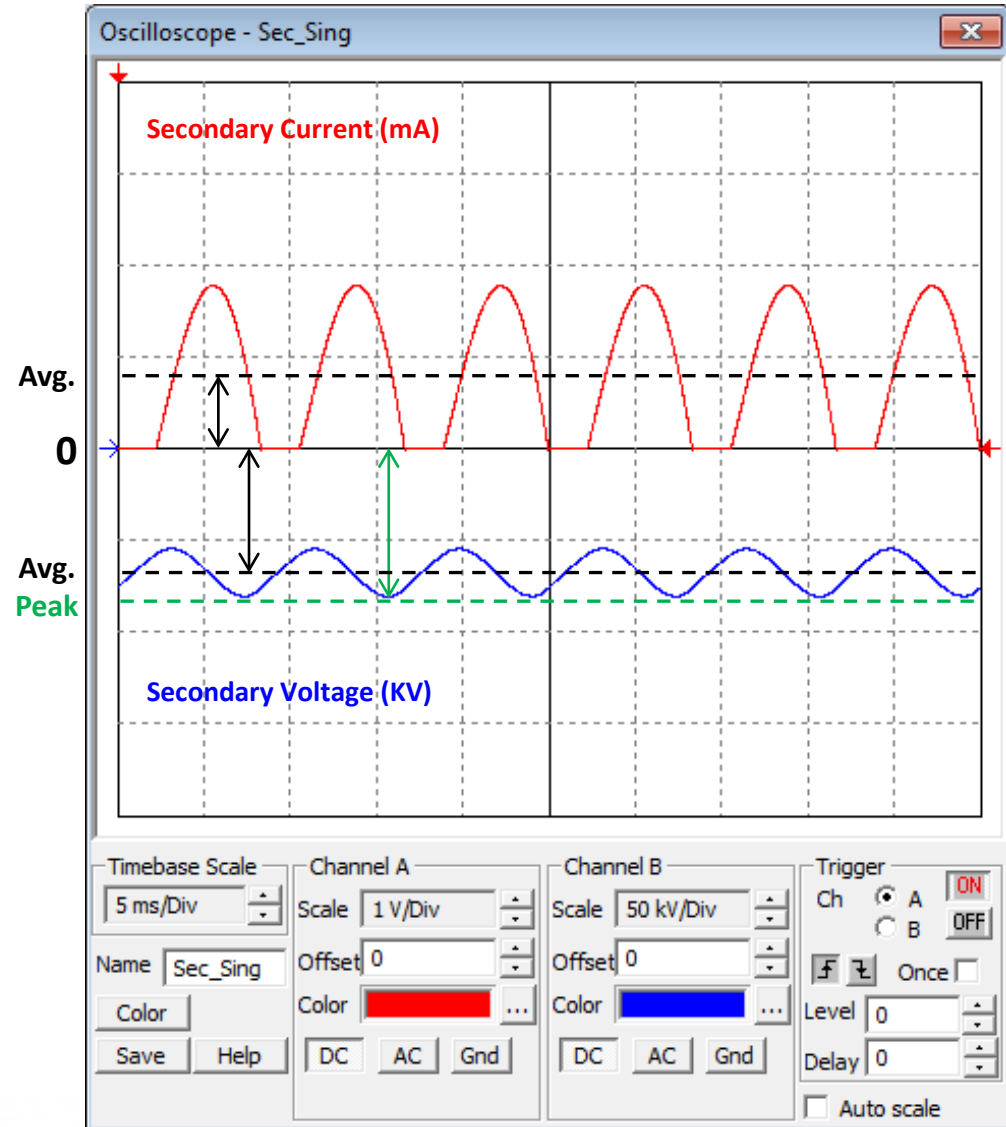 Oscilloscope - Sec_Sing
Secondary Current (mA)
Avg.
0
Avg.
Peak
Secondary Voltage (KV)
Timebase Scale
5 ms/Div
Name Sec_Sing
Color
Save Help
Channel A
Scale 1 V/Div
Offset 0
Color ...
DC AC Gnd
Channel B
Scale 50 kV/Div
Offset 0
Color ...
DC AC Gnd
Trigger
Ch A ON
B OFF
Once
Level 0
Delay 0
Auto scale